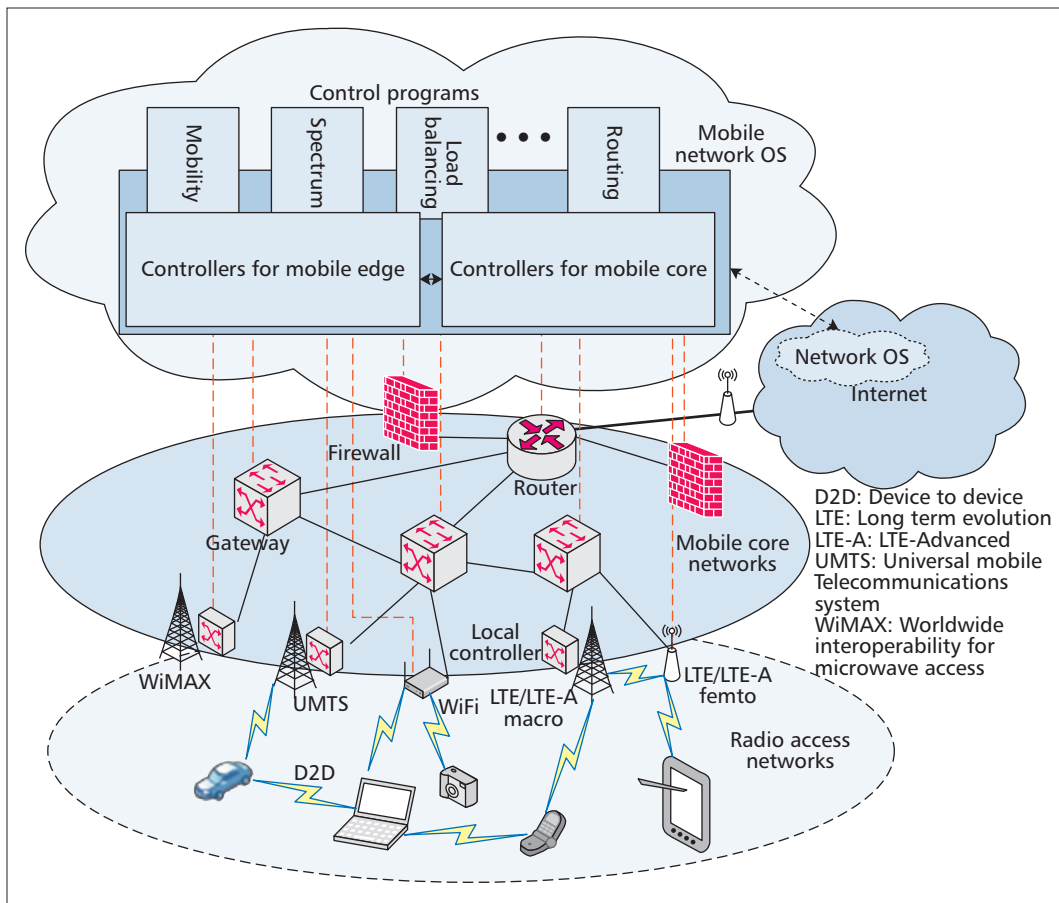 Control programs
Mobility
Spectrum
Load
balancing
Routing
Mobile
network OS
Controllers for mobile edge
Controllers for mobile core
Network OS
Internet
Firewall
Router
Gateway
Mobile core
networks
D2D: Device to device
LTE: Long term evolution
LTE-A: LTE-Advanced
UMTS: Universal mobile
Telecommunications
system
WiMAX: Worldwide
interoperability for
microwave access
Local
controller
WiMAX
UMTS
WiFi
LTE/LTE-A
macro
LTE/LTE-A
femto
Radio access
networks
D2D